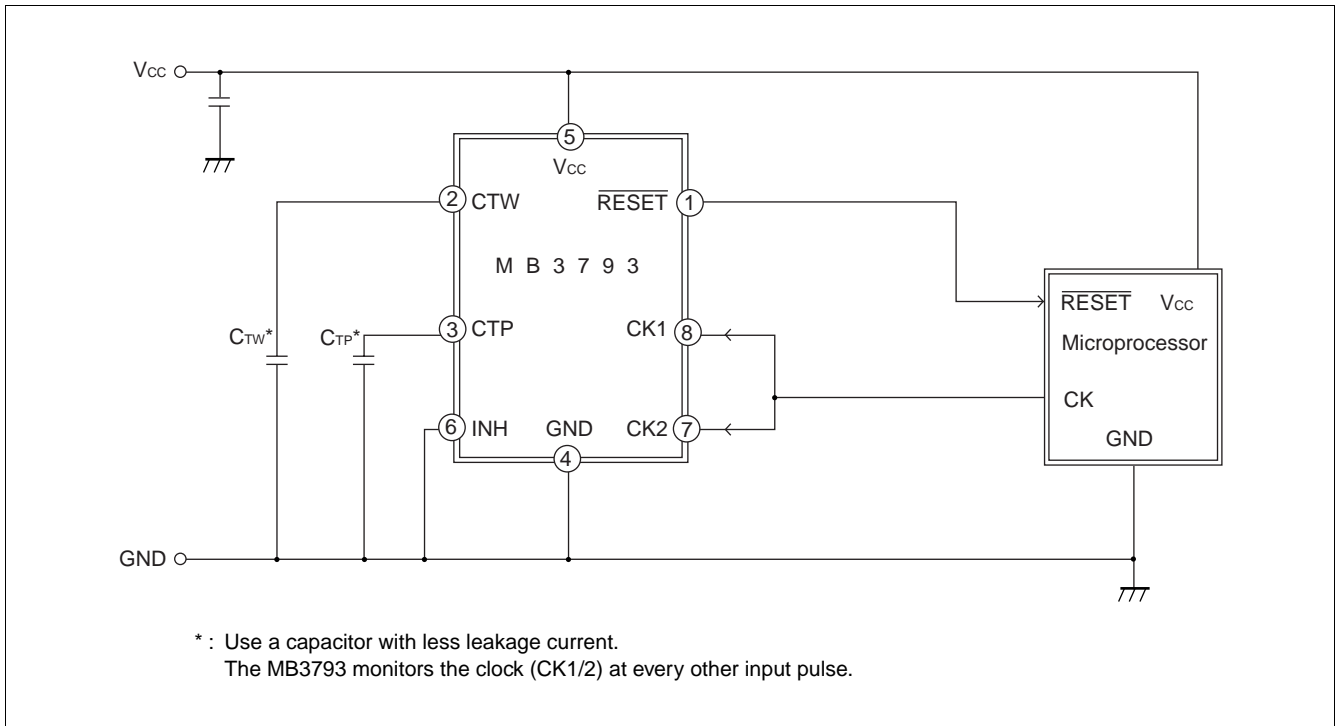 Vcc
5
Vcc
2 CTW
RESET 1
M B 3 7 9 3
RESET Vcc
CTW*
CTP*
3 CTP
CK1 8
Microprocessor
CK
6 INH
GND
CK2 7
GND
4
GND
* : Use a capacitor with less leakage current.
The MB3793 monitors the clock (CK1/2) at every other input pulse.